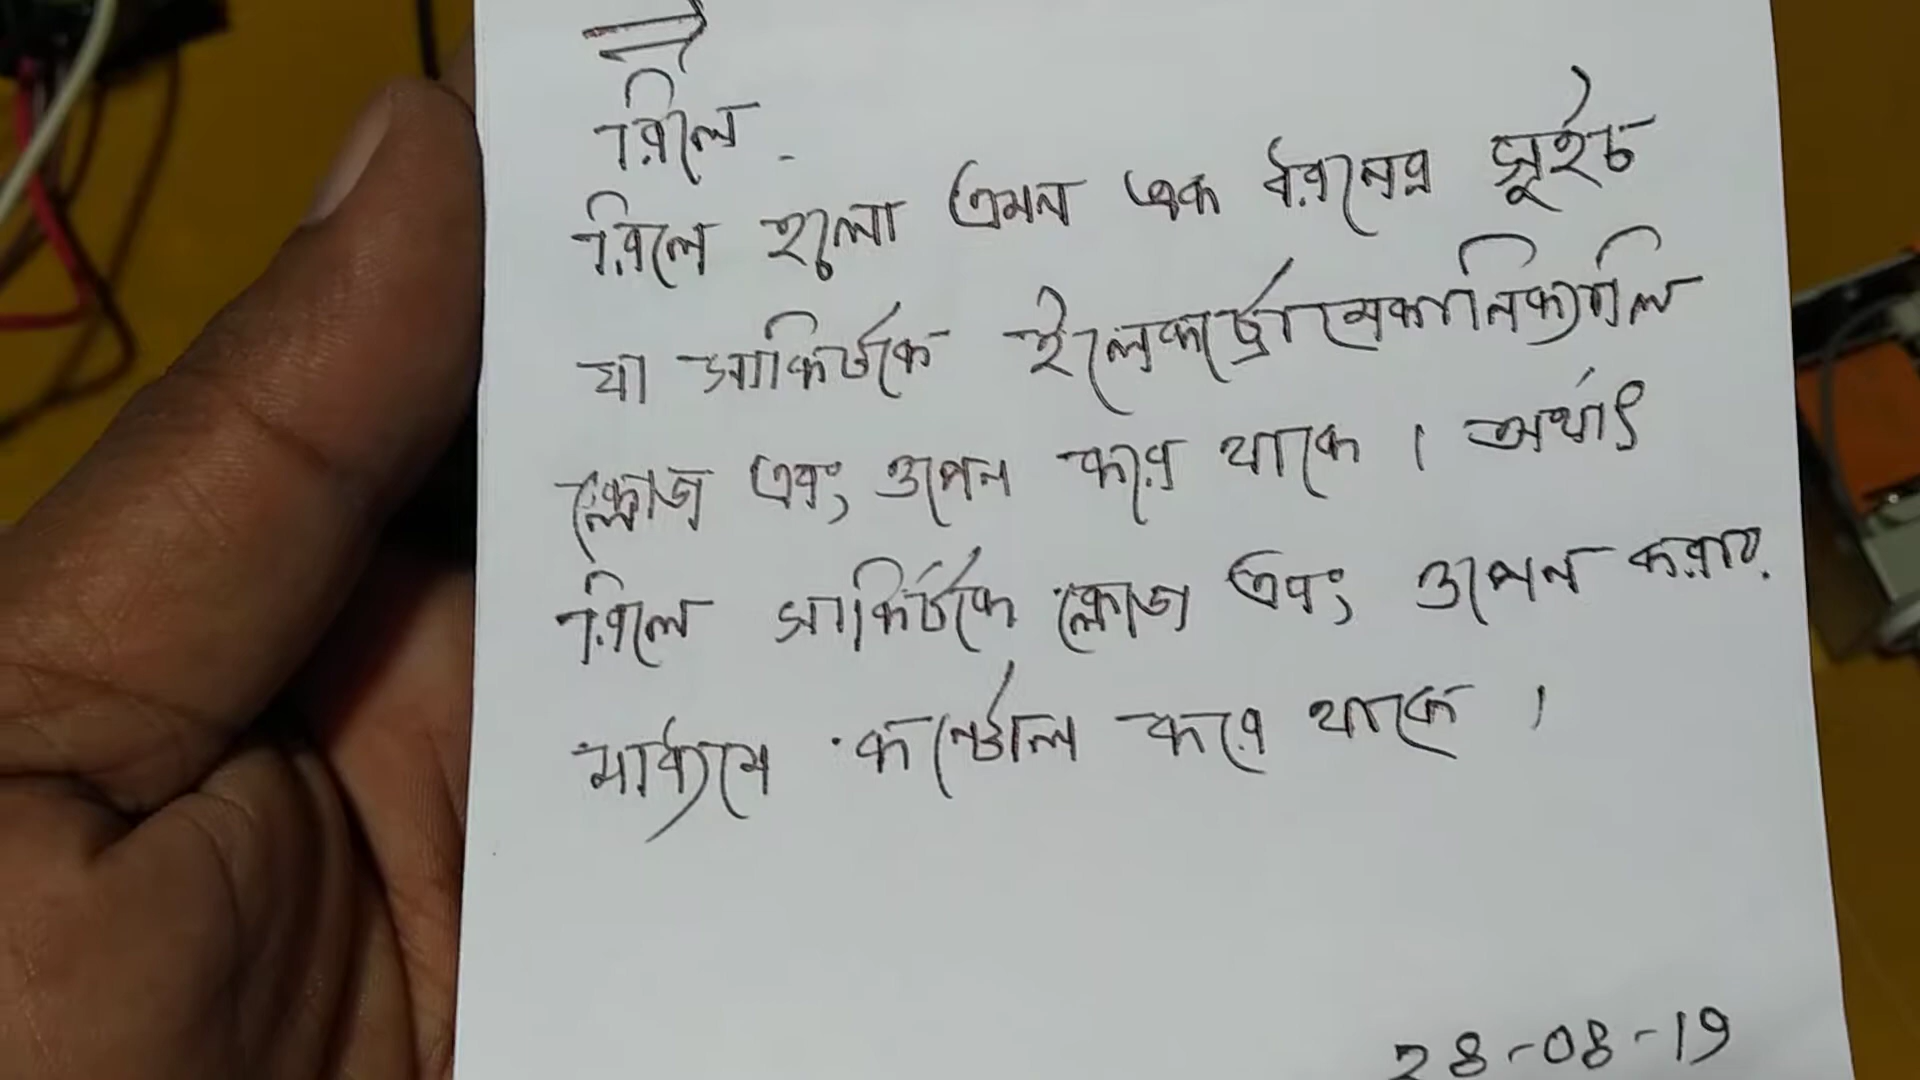 রিলে
রিলে হলো এমন এক ধরনের সুইচ
যা সার্কিটকে ইলেকট্রোমেকানিক্যালি
ক্লোজ এবং ওপেন করে থাকে । অর্থাৎ
রিলে সার্কিটকে ক্লোজ এবং ওপেন করার
মাধ্যমে কন্ট্রোল করে থাকে ।
28-08-19